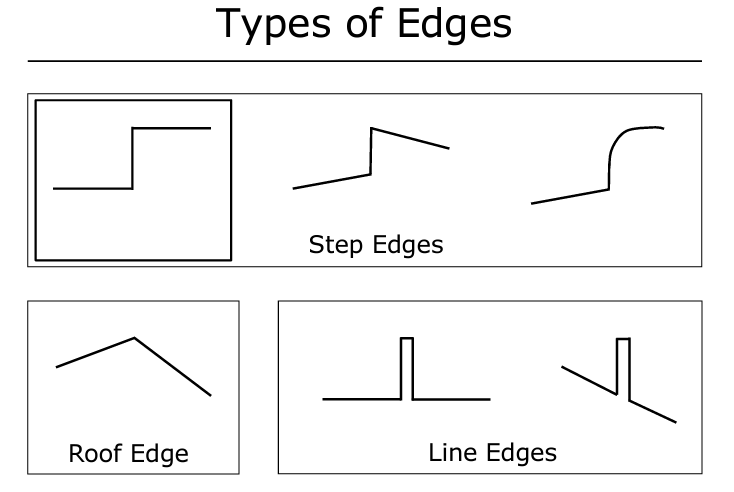 Types of Edges
Step Edges
Roof Edge
Line Edges